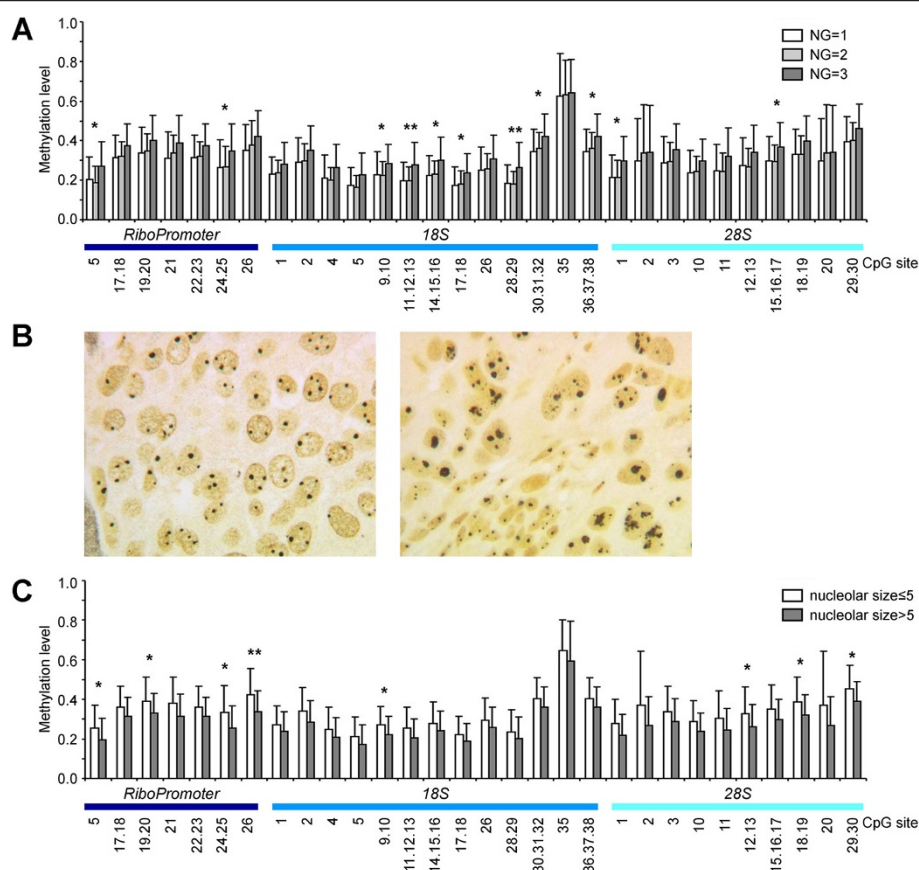 A
1.0
0.8
0.6
0.4
0.2
0.0
Methylation level
NG=1
NG=2
NG=3
* * * ** * * ** * * * *
RiboPromoter 18S 28S
5 17.18 19.20 21 22.23 24.25 26 1 2 4 5 9.10 11.12.13 14.15.16 17.18 26 28.29 30.31.32 35 36.37.38 1 2 3 10 11 12.13 15.16.17 18.19 20 29.30 CpG site
B
C
1.0
0.8
0.6
0.4
0.2
0.0
Methylation level
nucleolar size≤5
nucleolar size>5
* * * ** * * * *
RiboPromoter 18S 28S
5 17.18 19.20 21 22.23 24.25 26 1 2 4 5 9.10 11.12.13 14.15.16 17.18 26 28.29 30.31.32 35 36.37.38 1 2 3 10 11 12.13 15.16.17 18.19 20 29.30 CpG site